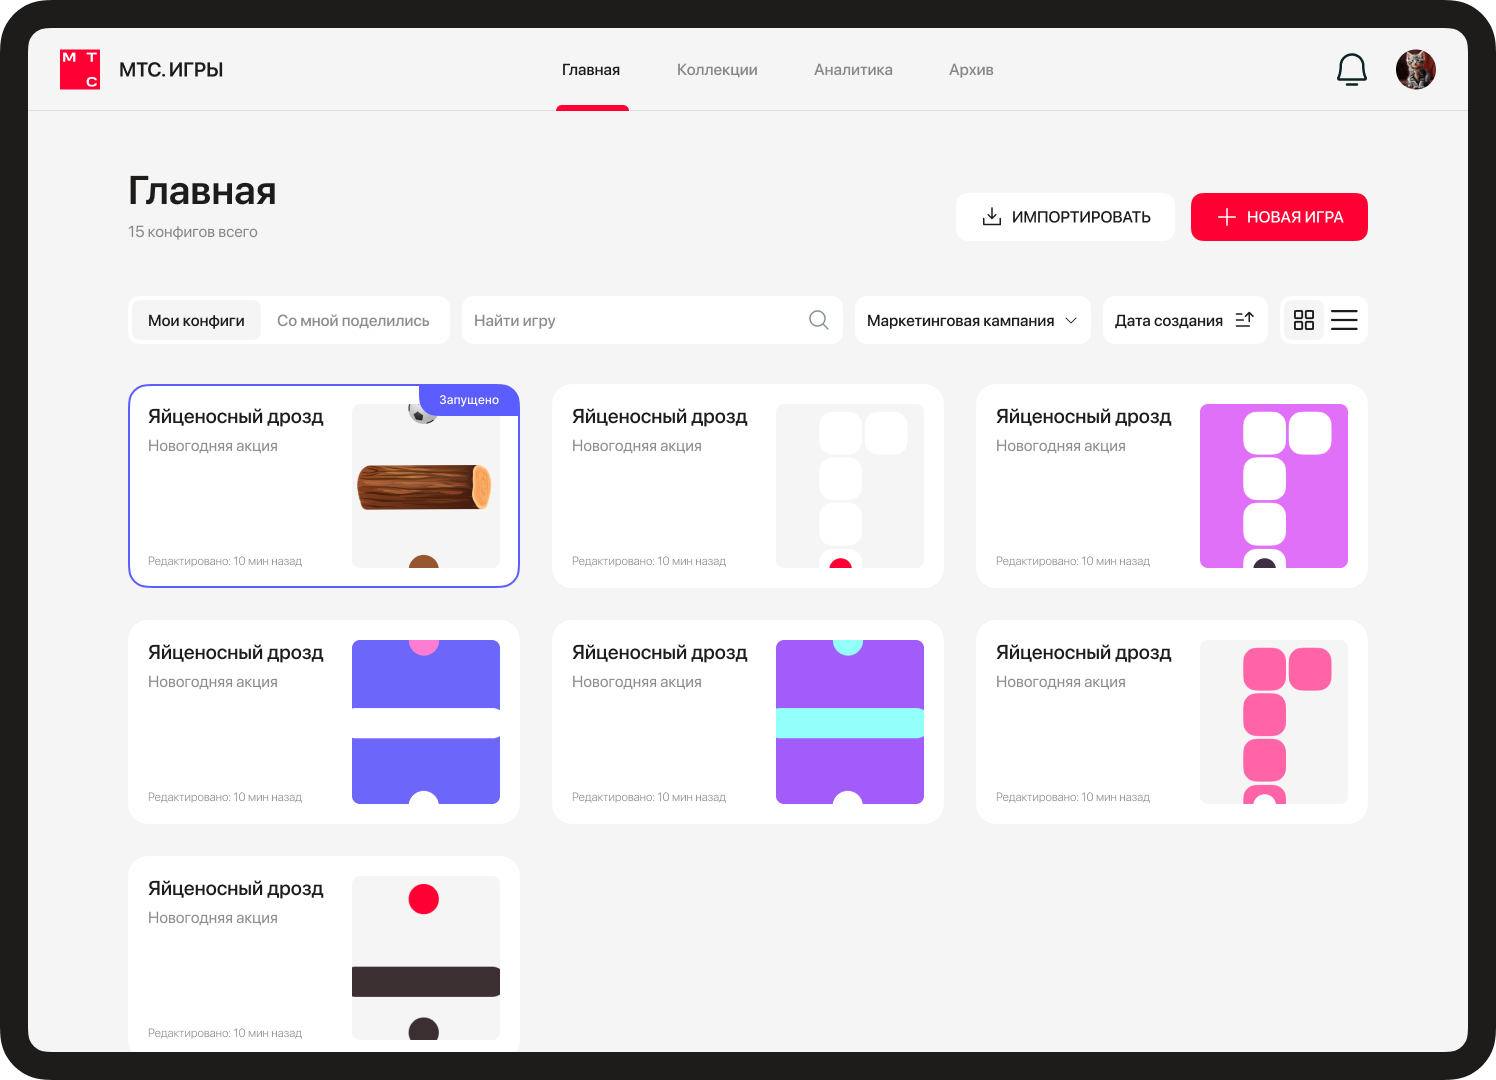 МТС
МТС. ИГРЫ
Главная
Коллекции
Аналитика
Архив
Главная
15 конфигов всего
ИМПОРТИРОВАТЬ
НОВАЯ ИГРА
Мои конфиги
Со мной поделились
Найти игру
Маркетинговая кампания
Дата создания
Запущено
Яйценосный дрозд
Новогодняя акция
Редактировано: 10 мин назад
Яйценосный дрозд
Новогодняя акция
Редактировано: 10 мин назад
Яйценосный дрозд
Новогодняя акция
Редактировано: 10 мин назад
Яйценосный дрозд
Новогодняя акция
Редактировано: 10 мин назад
Яйценосный дрозд
Новогодняя акция
Редактировано: 10 мин назад
Яйценосный дрозд
Новогодняя акция
Редактировано: 10 мин назад
Яйценосный дрозд
Новогодняя акция
Редактировано: 10 мин назад